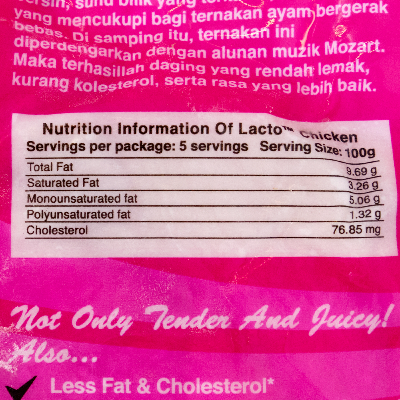 yang mencukupi bagi ternakan ayam bergerak
bebas. Di samping itu, ternakan ini
diperdengarkan dengan alunan muzik Mozart.
Maka terhasillah daging yang rendah lemak,
kurang kolesterol, serta rasa yang lebih baik.
Nutrition Information Of Lacto™ Chicken
Servings per package: 5 servings Serving Size: 100g
Total Fat 9.69 g
Saturated Fat 3.26 g
Monounsaturated fat 5.06 g
Polyunsaturated fat 1.32 g
Cholesterol 76.85 mg
Not Only Tender And Juicy!
Also...
Less Fat & Cholesterol*